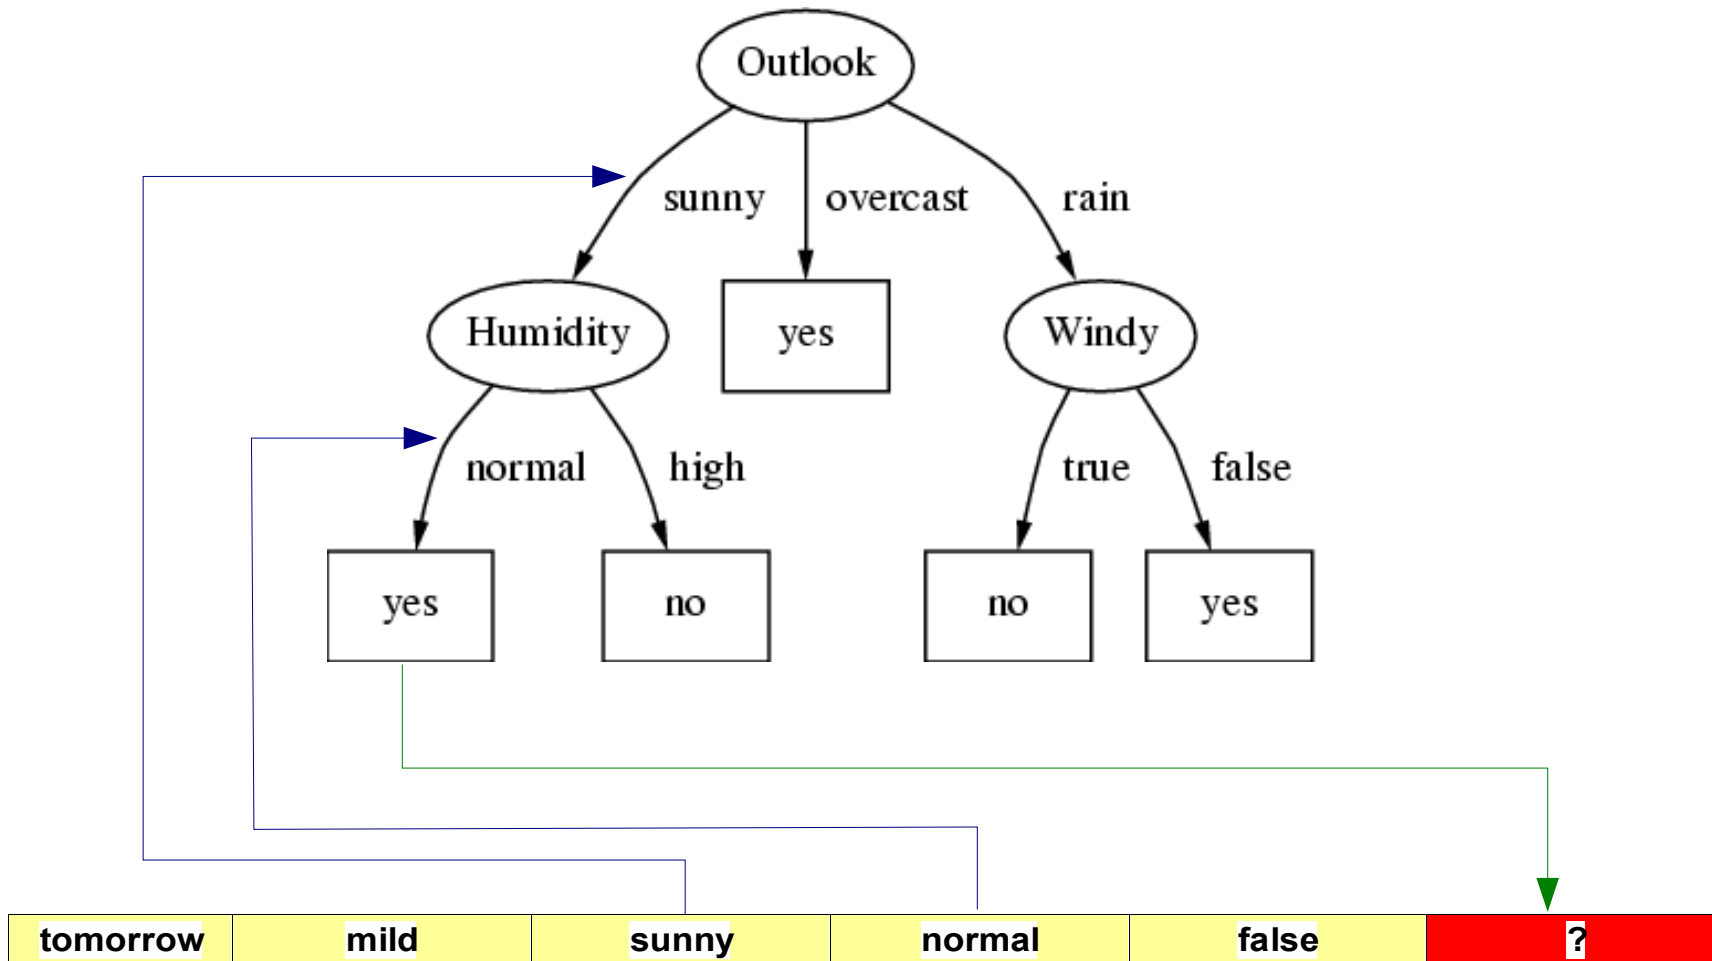 Outlook
sunny overcast rain
Humidity yes Windy
normal high true false
yes no no yes
tomorrow mild sunny normal false ?